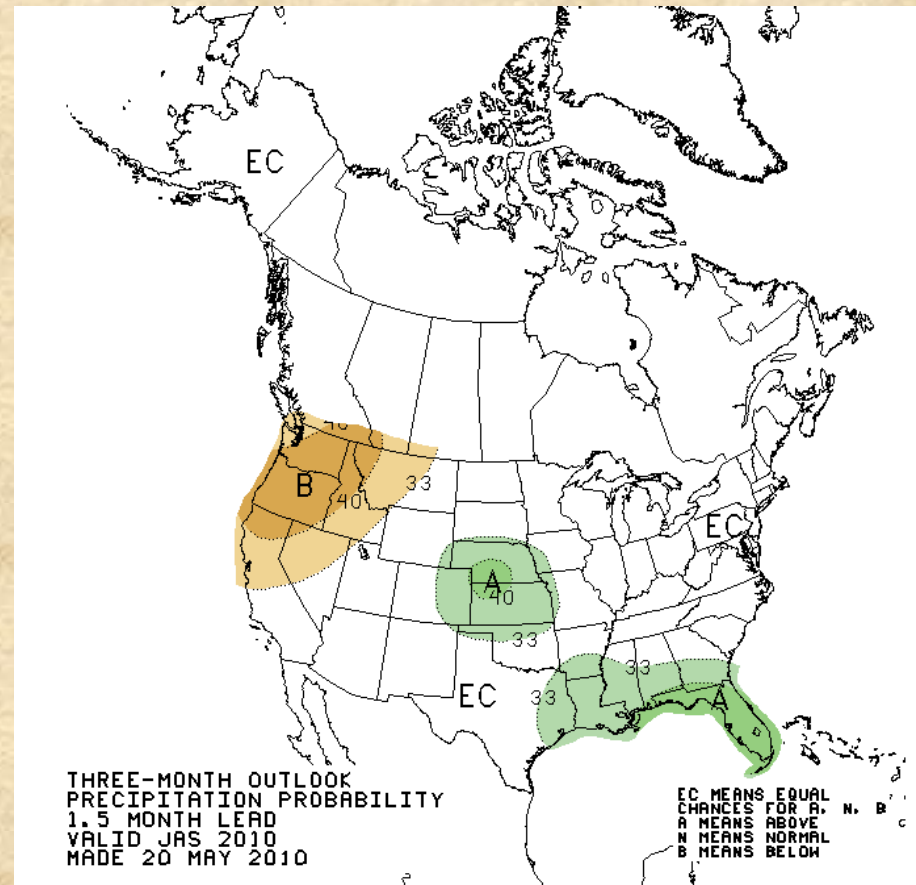 EC
40
B
40
33
EC
A
40
33
33
EC
33
A
THREE-MONTH OUTLOOK
PRECIPITATION PROBABILITY
1.5 MONTH LEAD
VALID JAS 2010
MADE 20 MAY 2010
EC MEANS EQUAL
CHANCES FOR A, N, B
A MEANS ABOVE
N MEANS NORMAL
B MEANS BELOW